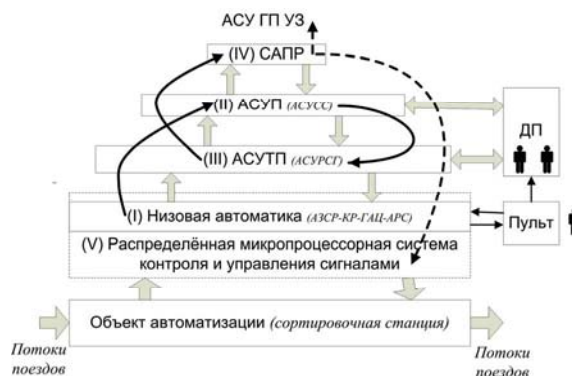 АСУ ГП УЗ
(IV) САПР
(II) АСУП (АСУСС)
ДП
(III) АСУТП (АСУРСГ)
(I) Низовая автоматика (АЗСР-КР-ГАЦ-АРС)
Пульт
(V) Распределённая микропроцессорная система
контроля и управления сигналами
Объект автоматизации (сортировочная станция)
Потоки
поездов
Потоки
поездов